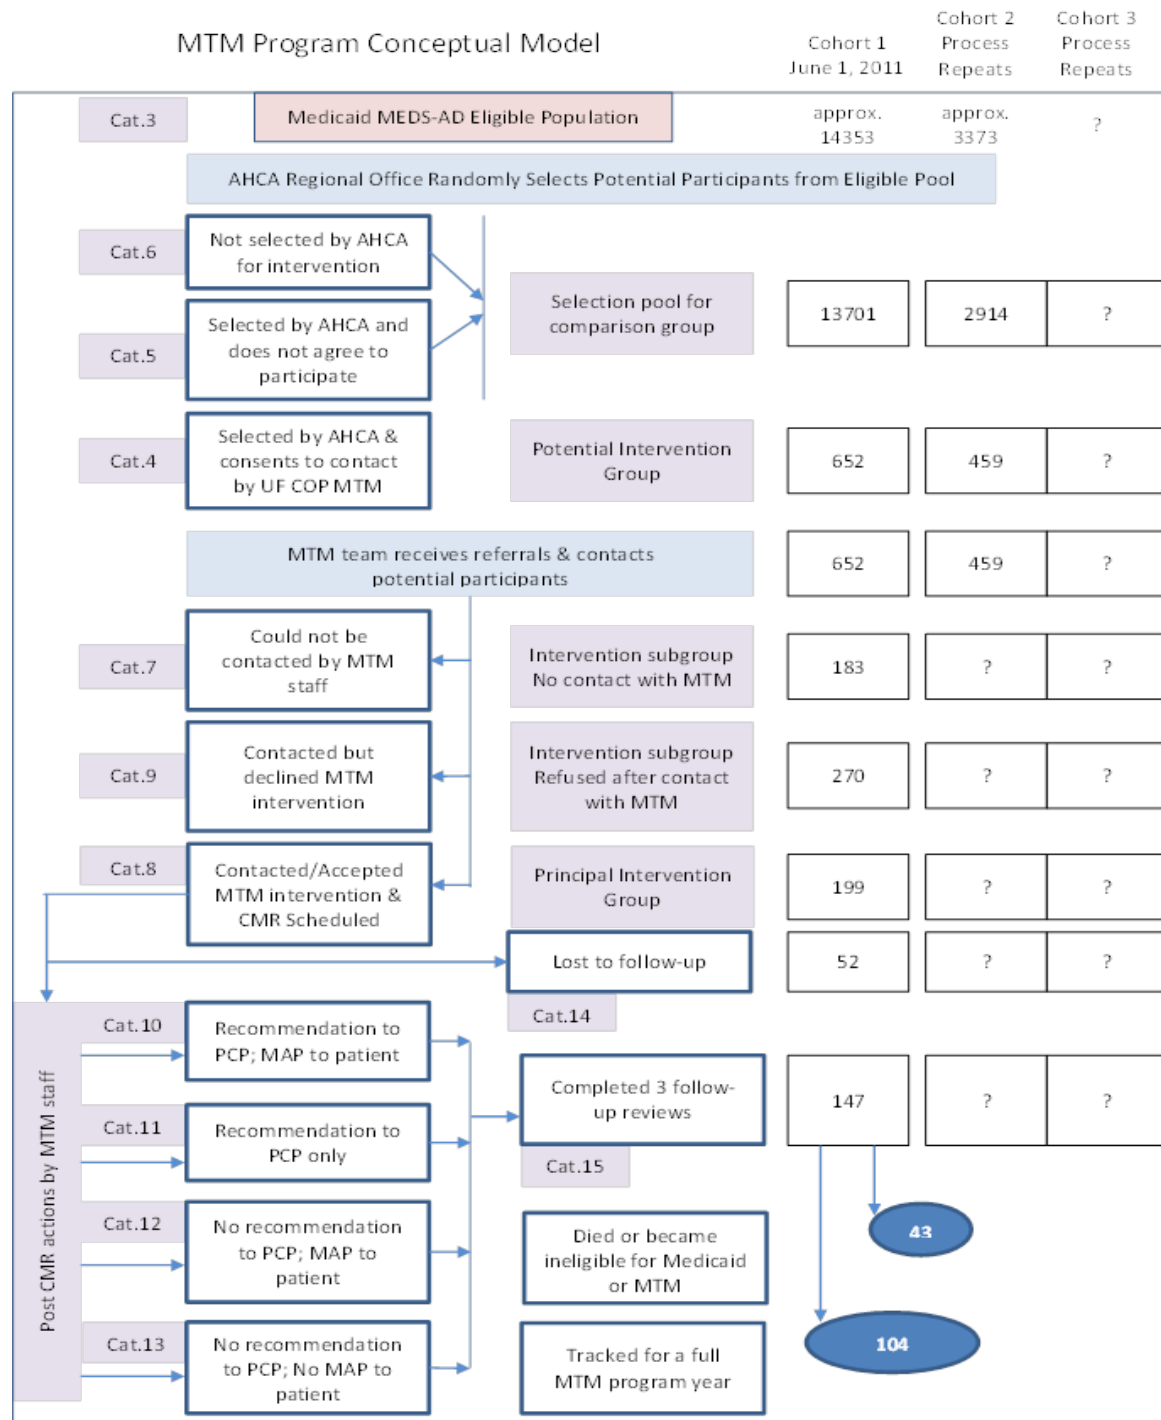 MTM Program Conceptual Model
Cohort 1
June 1, 2011
Cohort 2
Process
Repeats
Cohort 3
Process
Repeats
Cat.3
Medicaid MEDS-AD Eligible Population
approx.
14353
approx.
3373
?
AHCA Regional Office Randomly Selects Potential Participants from Eligible Pool
Cat.6
Not selected by AHCA
for intervention
Cat.5
Selected by AHCA and
does not agree to
participate
Selection pool for
comparison group
13701
2914
?
Cat.4
Selected by AHCA &
consents to contact
by UF COP MTM
Potential Intervention
Group
652
459
?
MTM team receives referrals & contacts
potential participants
652
459
?
Cat.7
Could not be
contacted by MTM
staff
Intervention subgroup
No contact with MTM
183
?
?
Cat.9
Contacted but
declined MTM
intervention
Intervention subgroup
Refused after contact
with MTM
270
?
?
Cat.8
Contacted/Accepted
MTM intervention &
CMR Scheduled
Principal Intervention
Group
199
?
?
Lost to follow-up
52
?
?
Cat.14
Post CMR actions by MTM staff
Cat.10
Recommendation to
PCP; MAP to patient
Cat.11
Recommendation to
PCP only
Cat.12
No recommendation
to PCP; MAP to
patient
Cat.13
No recommendation
to PCP; No MAP to
patient
Completed 3 follow-
up reviews
147
?
?
Cat.15
Died or became
ineligible for Medicaid
or MTM
43
Tracked for a full
MTM program year
104